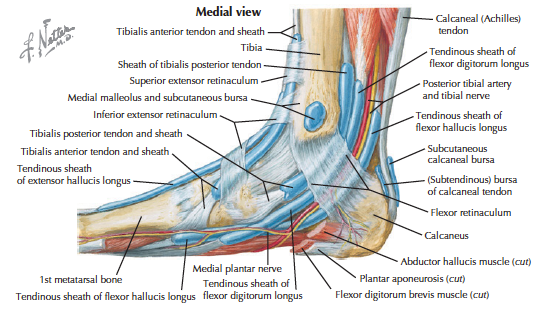 Medial view
F. Netter
M.D.
Tibialis anterior tendon and sheath
Tibia
Sheath of tibialis posterior tendon
Superior extensor retinaculum
Medial malleolus and subcutaneous bursa
Inferior extensor retinaculum
Tibialis posterior tendon and sheath
Tibialis anterior tendon and sheath
Tendinous sheath
of extensor hallucis longus
Calcaneal (Achilles)
tendon
Tendinous sheath of
flexor digitorum longus
Posterior tibial artery
and tibial nerve
Tendinous sheath of
flexor hallucis longus
Subcutaneous
calcaneal bursa
(Subtendinous) bursa
of calcaneal tendon
Flexor retinaculum
Calcaneus
Abductor hallucis muscle (cut)
Plantar aponeurosis (cut)
Flexor digitorum brevis muscle (cut)
1st metatarsal bone
Tendinous sheath of flexor hallucis longus
Medial plantar nerve
Tendinous sheath of
flexor digitorum longus